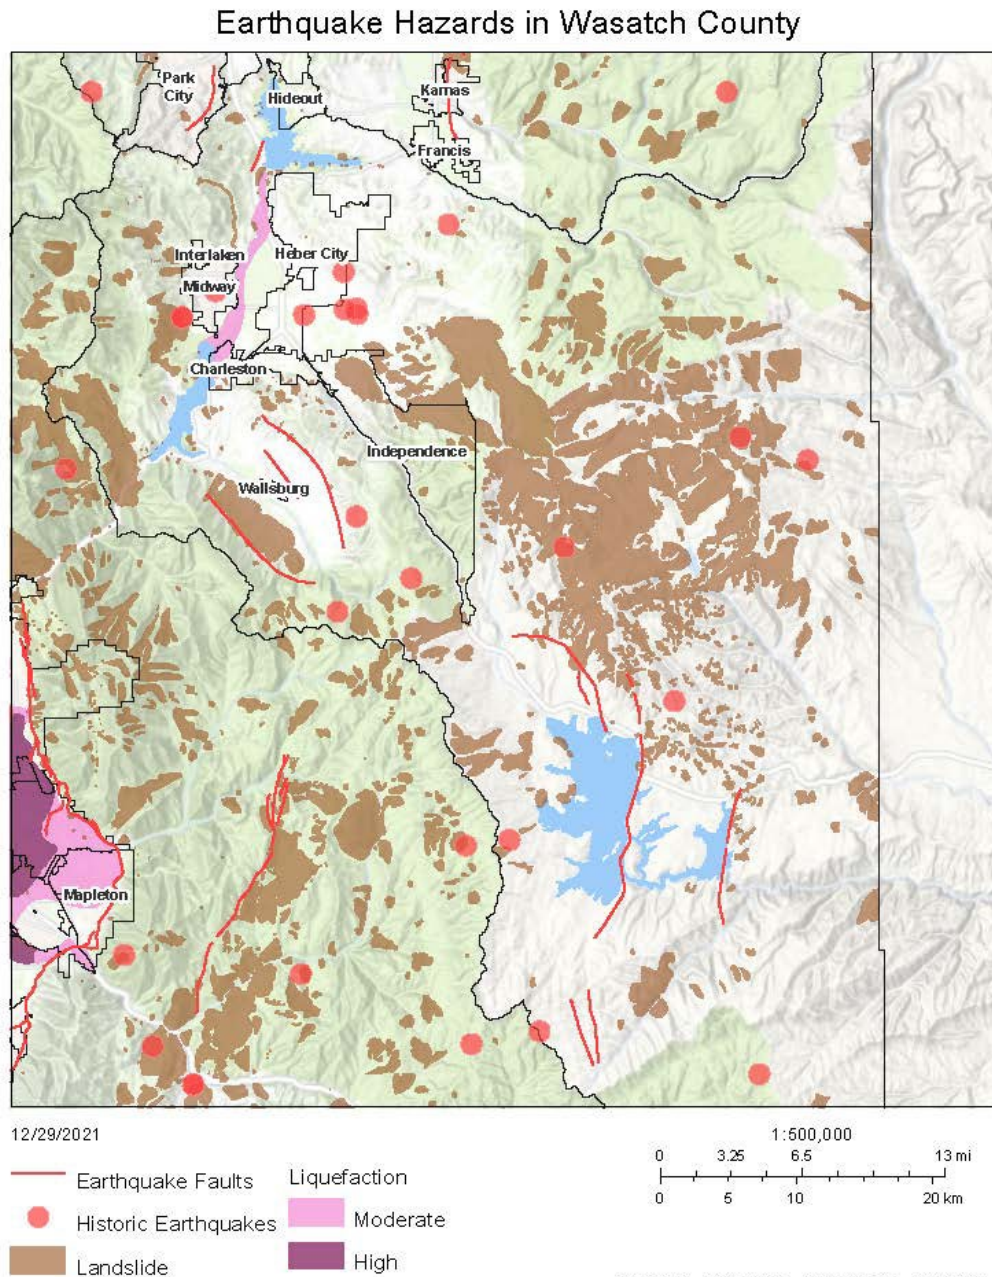 Earthquake Hazards in Wasatch County
Park
City
Hideout
Kamas
Francis
Interlaken
Heber City
Midway
Charleston
Independence
Wallsburg
Mapleton
12/29/2021
1:500,000
0 3.25 6.5 13 mi
0 5 10 20 km
Earthquake Faults
Historic Earthquakes
Landslide
Liquefaction
Moderate
High